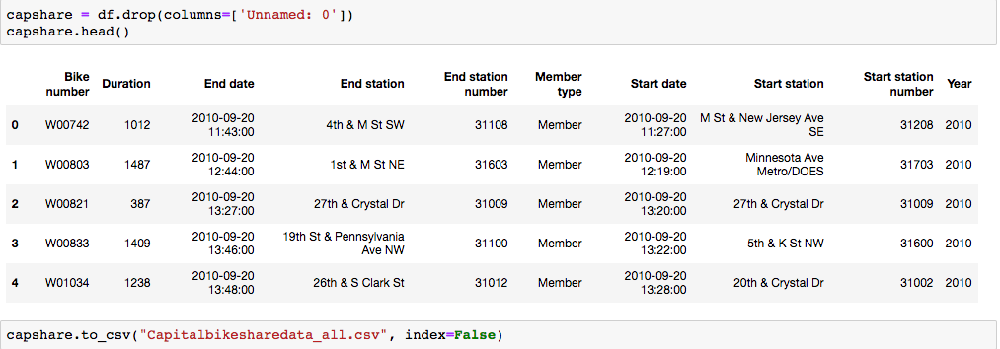 capshare = df.drop(columns=['Unnamed: 0'])
capshare.head()
Bike number Duration End date End station End station number Member type Start date Start station Start station number Year
0 W00742 1012 2010-09-20 11:43:00 4th & M St SW 31108 Member 2010-09-20 11:27:00 M St & New Jersey Ave SE 31208 2010
1 W00803 1487 2010-09-20 12:44:00 1st & M St NE 31603 Member 2010-09-20 12:19:00 Minnesota Ave Metro/DOES 31703 2010
2 W00821 387 2010-09-20 13:27:00 27th & Crystal Dr 31009 Member 2010-09-20 13:20:00 27th & Crystal Dr 31009 2010
3 W00833 1409 2010-09-20 13:46:00 19th St & Pennsylvania Ave NW 31100 Member 2010-09-20 13:22:00 5th & K St NW 31600 2010
4 W01034 1238 2010-09-20 13:48:00 26th & S Clark St 31012 Member 2010-09-20 13:28:00 20th & Crystal Dr 31002 2010
capshare.to_csv("Capitalbikesharedata_all.csv", index=False)